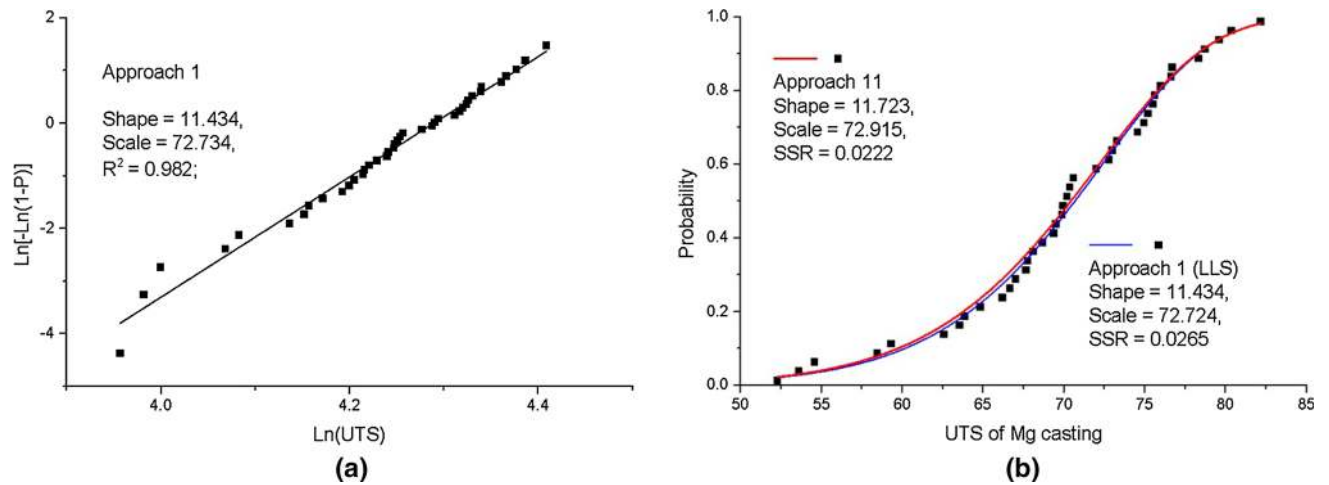 2
0
-2
-4
Ln[-Ln(1-P)]
Approach 1
Shape = 11.434,
Scale = 72.734,
R² = 0.982;
4.0 4.2 4.4
Ln(UTS)
(a)
1.0
0.8
0.6
0.4
0.2
0.0
Probability
Approach 11
Shape = 11.723,
Scale = 72.915,
SSR = 0.0222
Approach 1 (LLS)
Shape = 11.434,
Scale = 72.724,
SSR = 0.0265
50 55 60 65 70 75 80 85
UTS of Mg casting
(b)